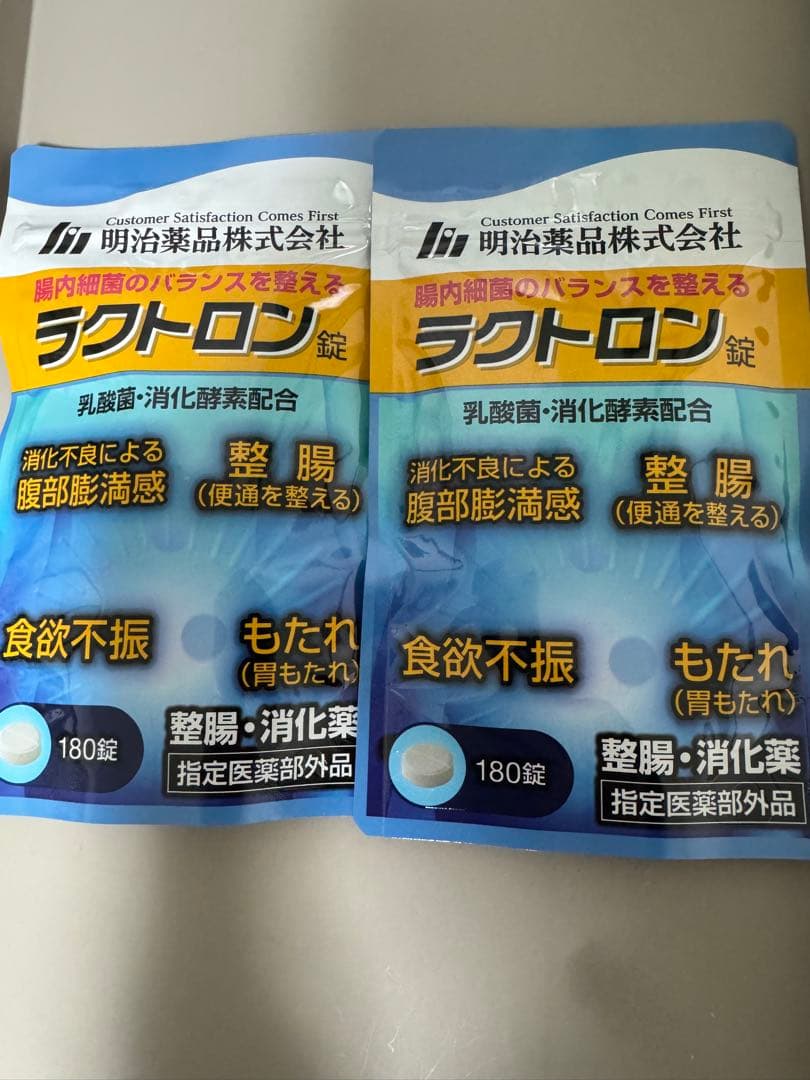 Customer Satisfaction Comes First
明治薬品株式会社
腸内細菌のバランスを整える
ラクトロン錠
乳酸菌・消化酵素配合
消化不良による
腹部膨満感
整腸
(便通を整える)
食欲不振
もたれ
(胃もたれ)
180錠
整腸・消化薬
指定医薬部外品
Customer Satisfaction Comes First
明治薬品株式会社
腸内細菌のバランスを整える
ラクトロン錠
乳酸菌・消化酵素配合
消化不良による
腹部膨満感
整腸
(便通を整える)
食欲不振
もたれ
(胃もたれ)
180錠
整腸・消化薬
指定医薬部外品